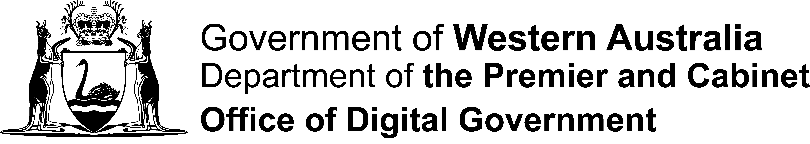 Government of Western Australia
Department of the Premier and Cabinet
Office of Digital Government